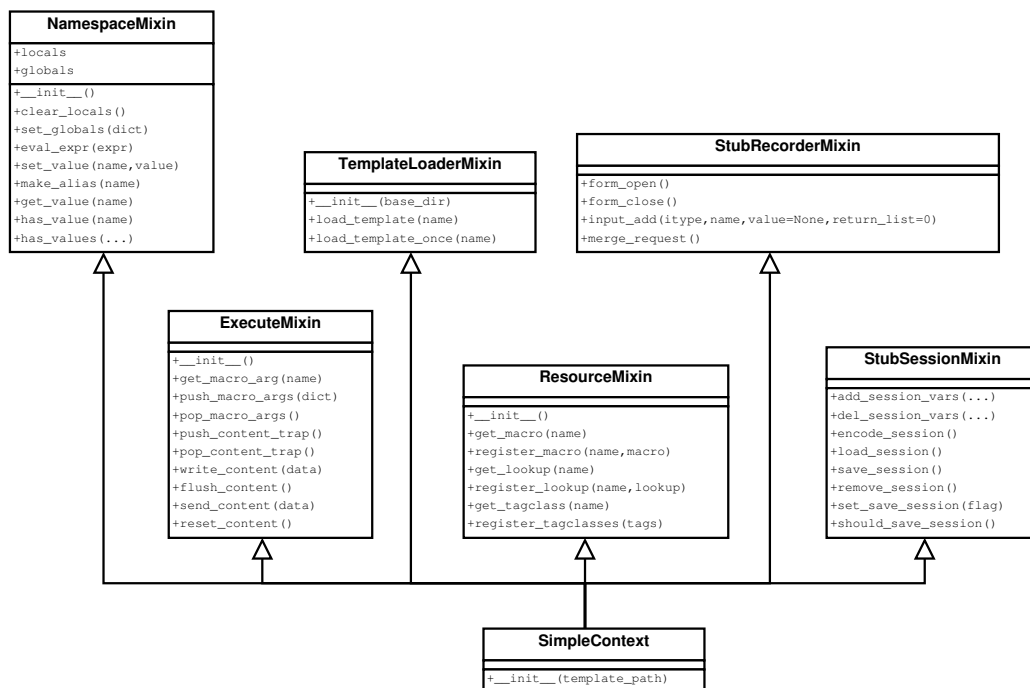 NamespaceMixin
+locals
+globals
+__init__()
+clear_locals()
+set_globals(dict)
+eval_expr(expr)
+set_value(name,value)
+make_alias(name)
+get_value(name)
+has_value(name)
+has_values(...)
TemplateLoaderMixin
+__init__(base_dir)
+load_template(name)
+load_template_once(name)
StubRecorderMixin
+form_open()
+form_close()
+input_add(itype,name,value=None,return_list=0)
+merge_request()
ExecuteMixin
+__init__()
+get_macro_arg(name)
+push_macro_args(dict)
+pop_macro_args()
+push_content_trap()
+pop_content_trap()
+write_content(data)
+flush_content()
+send_content(data)
+reset_content()
ResourceMixin
+__init__()
+get_macro(name)
+register_macro(name,macro)
+get_lookup(name)
+register_lookup(name,lookup)
+get_tagclass(name)
+register_tagclasses(tags)
StubSessionMixin
+add_session_vars(...)
+del_session_vars(...)
+encode_session()
+load_session()
+save_session()
+remove_session()
+set_save_session(flag)
+should_save_session()
SimpleContext
+__init__(template_path)